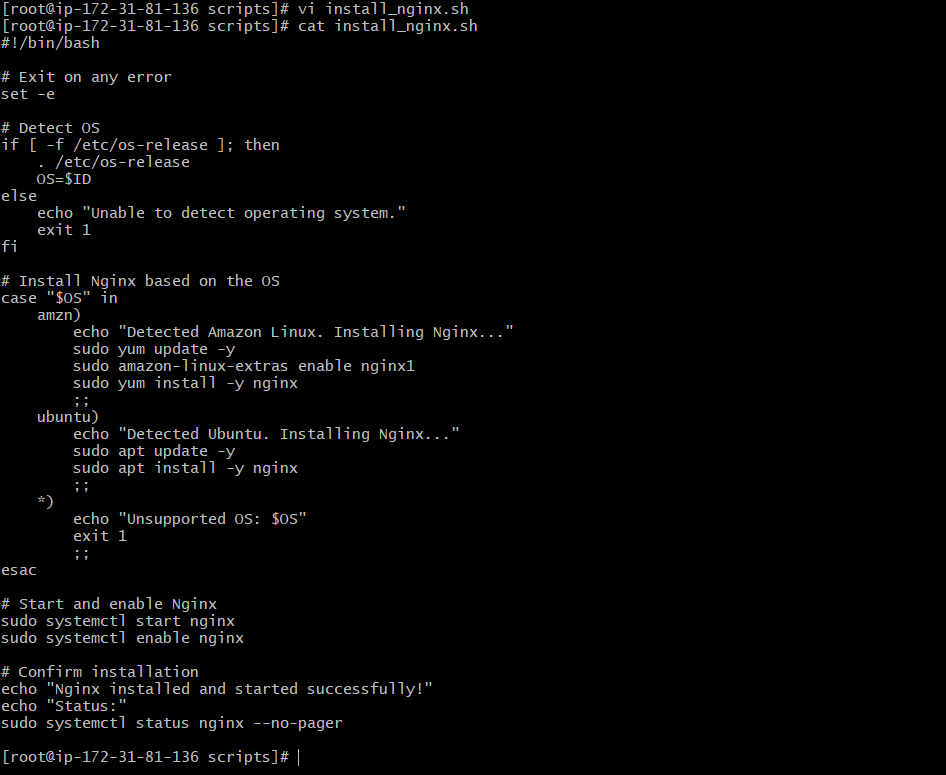 [root@ip-172-31-81-136 scripts]# vi install_nginx.sh
[root@ip-172-31-81-136 scripts]# cat install_nginx.sh
#!/bin/bash

# Exit on any error
set -e

# Detect OS
if [ -f /etc/os-release ]; then
    . /etc/os-release
    OS=$ID
else
    echo "Unable to detect operating system."
    exit 1
fi

# Install Nginx based on the OS
case "$OS" in
    amzn)
        echo "Detected Amazon Linux. Installing Nginx..."
        sudo yum update -y
        sudo amazon-linux-extras enable nginx1
        sudo yum install -y nginx
        ;;
    ubuntu)
        echo "Detected Ubuntu. Installing Nginx..."
        sudo apt update -y
        sudo apt install -y nginx
        ;;
    *)
        echo "Unsupported OS: $OS"
        exit 1
        ;;
esac

# Start and enable Nginx
sudo systemctl start nginx
sudo systemctl enable nginx

# Confirm installation
echo "Nginx installed and started successfully!"
echo "Status:"
sudo systemctl status nginx --no-pager

[root@ip-172-31-81-136 scripts]#